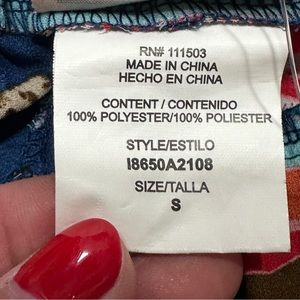 RN# 111503
MADE IN CHINA
HECHO EN CHINA
CONTENT / CONTENIDO
100% POLYESTER/100% POLIESTER
STYLE/ESTILO
I8650A2108
SIZE/TALLA
S